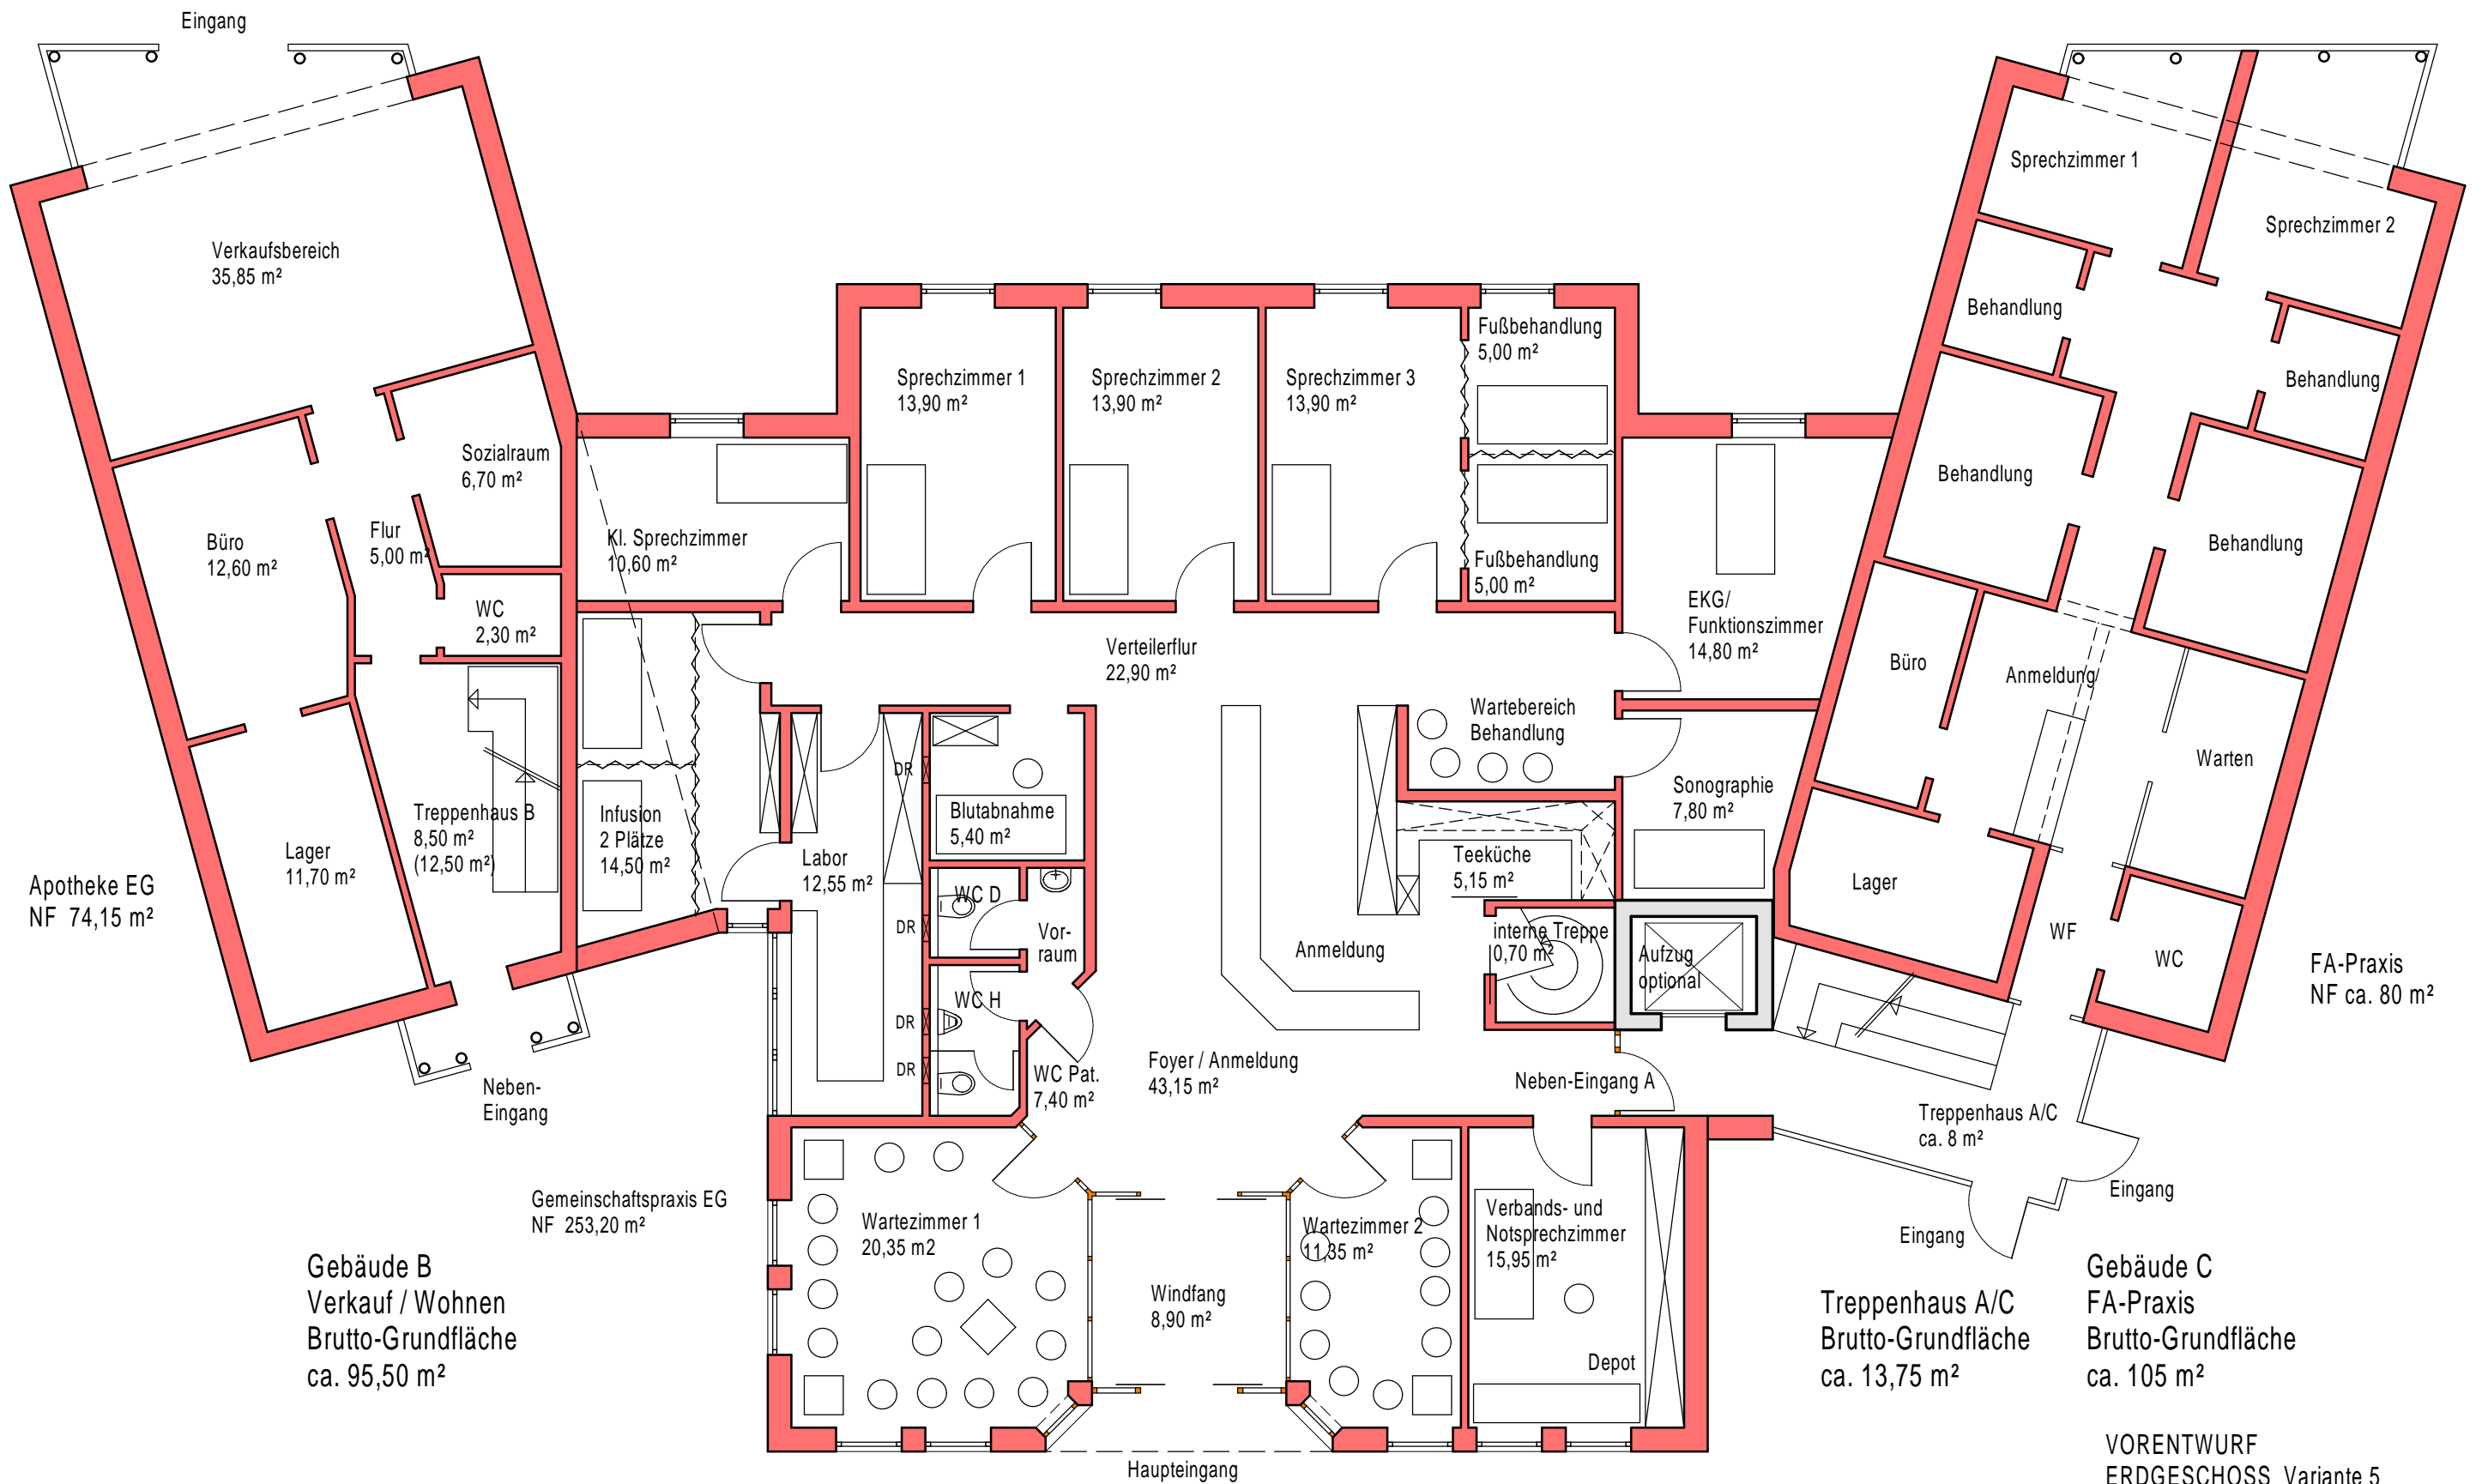 Eingang
Verkaufsbereich
35,85 m²
Sozialraum
6,70 m²
Büro
12,60 m²
Flur
5,00 m²
WC
2,30 m²
Treppenhaus B
8,50 m²
(12,50 m²)
Lager
11,70 m²
Apotheke EG
NF 74,15 m²
Neben-
Eingang
Kl. Sprechzimmer
10,60 m²
Sprechzimmer 1
13,90 m²
Sprechzimmer 2
13,90 m²
Sprechzimmer 3
13,90 m²
Fußbehandlung
5,00 m²
Fußbehandlung
5,00 m²
EKG/
Funktionszimmer
14,80 m²
Verteilerflur
22,90 m²
Wartebereich
Behandlung
Sonographie
7,80 m²
Infusion
2 Plätze
14,50 m²
Labor
12,55 m²
DR
DR
DR
DR
Blutabnahme
5,40 m²
WC D
Vor-
raum
WC H
WC Pat.
7,40 m²
Teeküche
5,15 m²
Anmeldung
interne Treppe
0,70 m²
Aufzug
optional
Foyer / Anmeldung
43,15 m²
Neben-Eingang A
Gemeinschaftspraxis EG
NF 253,20 m²
Wartezimmer 1
20,35 m2
Windfang
8,90 m²
Wartezimmer 2
11,35 m²
Verbands- und
Notsprechzimmer
15,95 m²
Depot
Haupteingang
Sprechzimmer 1
Sprechzimmer 2
Behandlung
Behandlung
Behandlung
Behandlung
Büro
Anmeldung
Warten
Lager
WF
WC
FA-Praxis
NF ca. 80 m²
Treppenhaus A/C
ca. 8 m²
Eingang
Eingang
Gebäude B
Verkauf / Wohnen
Brutto-Grundfläche
ca. 95,50 m²
Treppenhaus A/C
Brutto-Grundfläche
ca. 13,75 m²
Gebäude C
FA-Praxis
Brutto-Grundfläche
ca. 105 m²
VORENTWURF
ERDGESCHOSS Variante 5